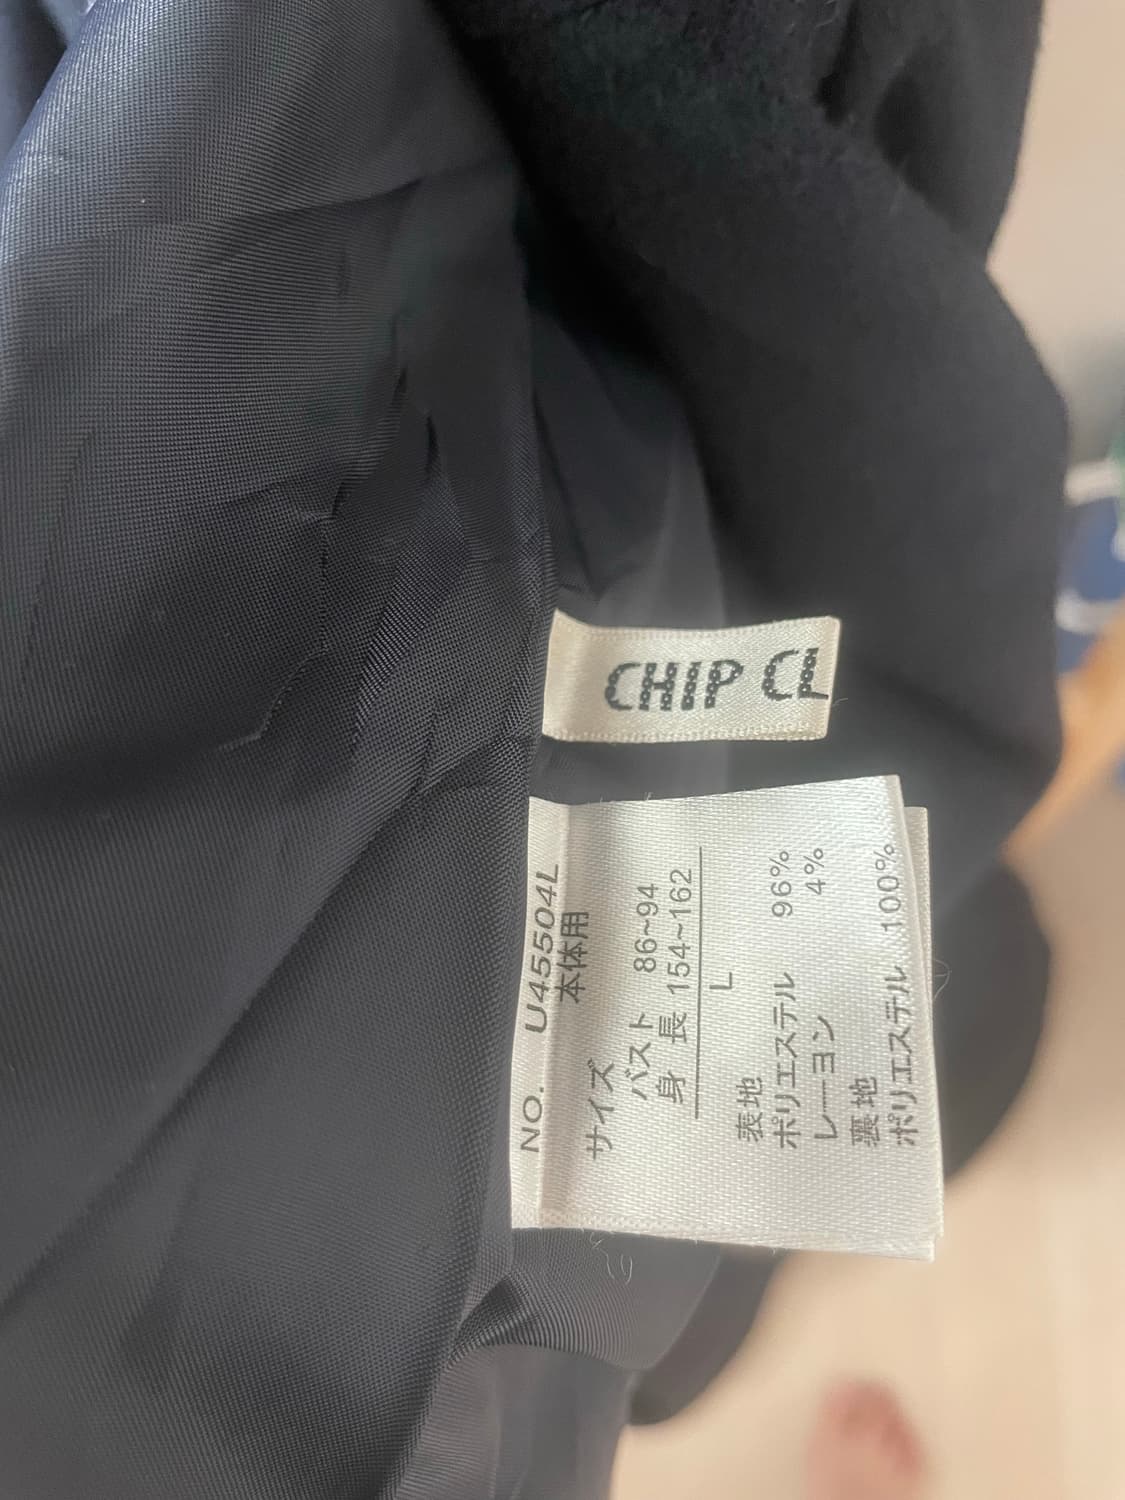 CHIP CL
NO. U45504L
本体用
サイズ
バスト 86~94
身 長 154~162
L
表地
ポリエステル 96%
レーヨン 4%
裏地
ポリエステル 100%